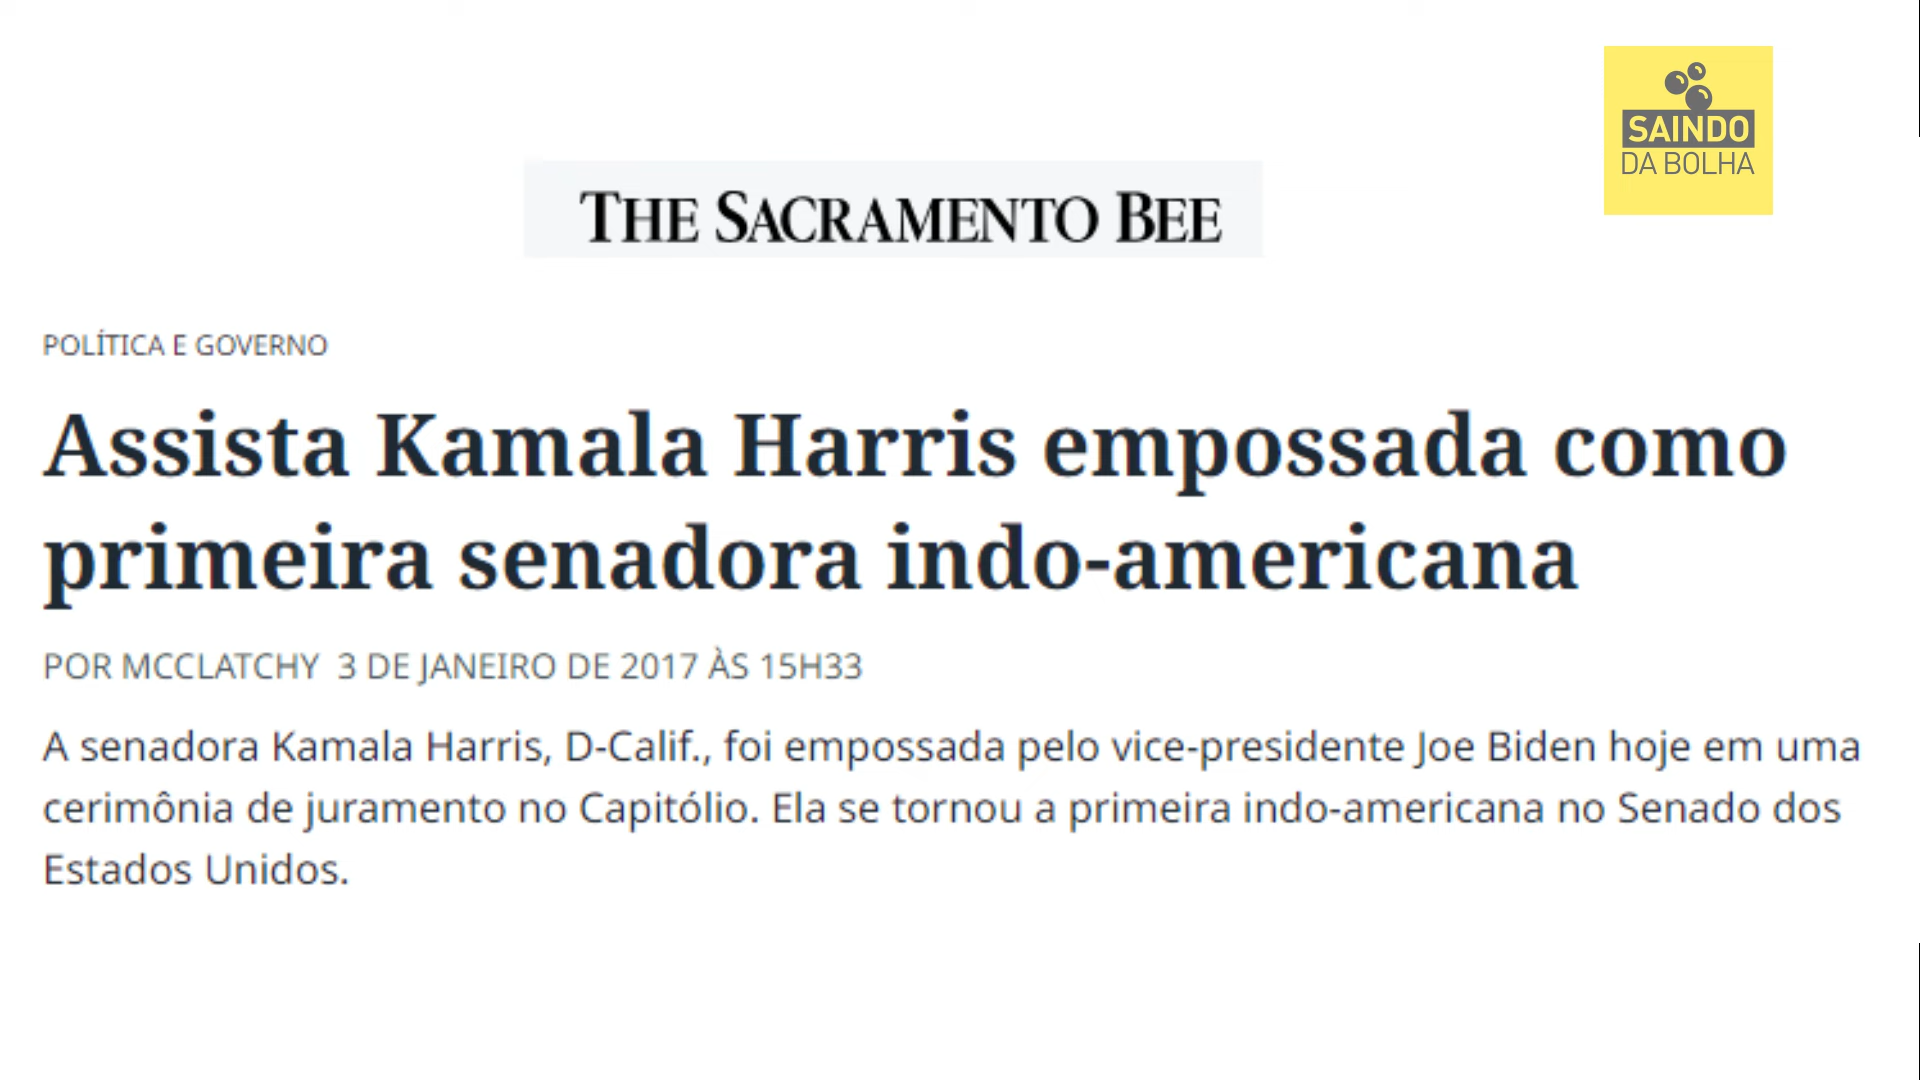 SAINDO
DA BOLHA
THE SACRAMENTO BEE
POLÍTICA E GOVERNO
Assista Kamala Harris empossada como
primeira senadora indo-americana
POR MCCLATCHY 3 DE JANEIRO DE 2017 ÀS 15H33
A senadora Kamala Harris, D-Calif., foi empossada pelo vice-presidente Joe Biden hoje em uma
cerimônia de juramento no Capitólio. Ela se tornou a primeira indo-americana no Senado dos
Estados Unidos.